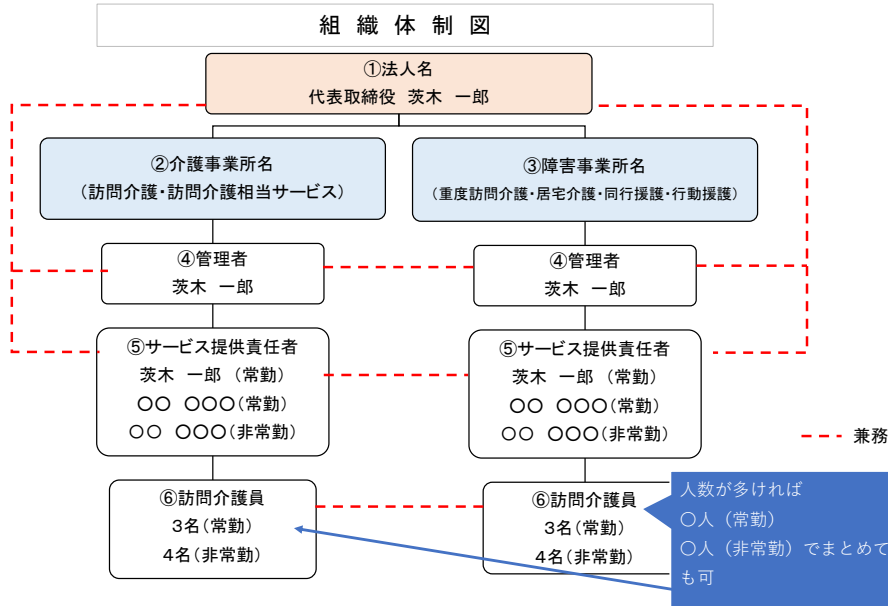 組織体制図
①法人名
代表取締役 茨木 一郎
②介護事業所名
(訪問介護・訪問介護相当サービス)
③障害事業所名
(重度訪問介護・居宅介護・同行援護・行動援護)
④管理者
茨木 一郎
④管理者
茨木 一郎
⑤サービス提供責任者
茨木 一郎 (常勤)
〇〇 〇〇〇(常勤)
〇〇 〇〇〇(非常勤)
⑤サービス提供責任者
茨木 一郎 (常勤)
〇〇 〇〇〇(常勤)
〇〇 〇〇〇(非常勤)
兼務
⑥訪問介護員
3名(常勤)
4名(非常勤)
⑥訪問介護員
3名(常勤)
4名(非常勤)
人数が多ければ
〇人(常勤)
〇人(非常勤)でまとめて
も可